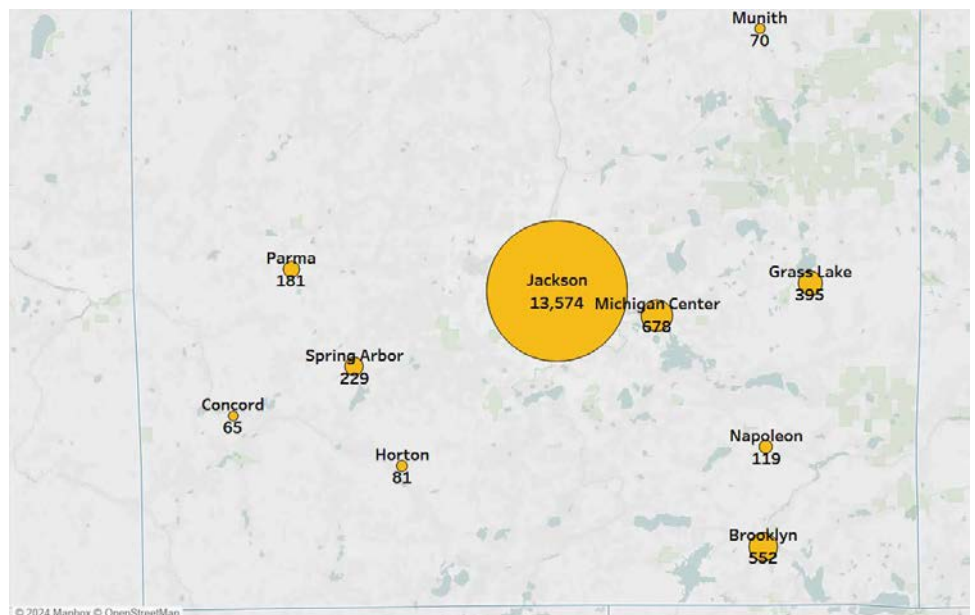 Munith
70
Parma
181
Jackson
13,574
Michigan Center
678
Grass Lake
395
Spring Arbor
229
Concord
65
Horton
81
Napoleon
119
Brooklyn
552
© 2024 Mapbox © OpenStreetMap